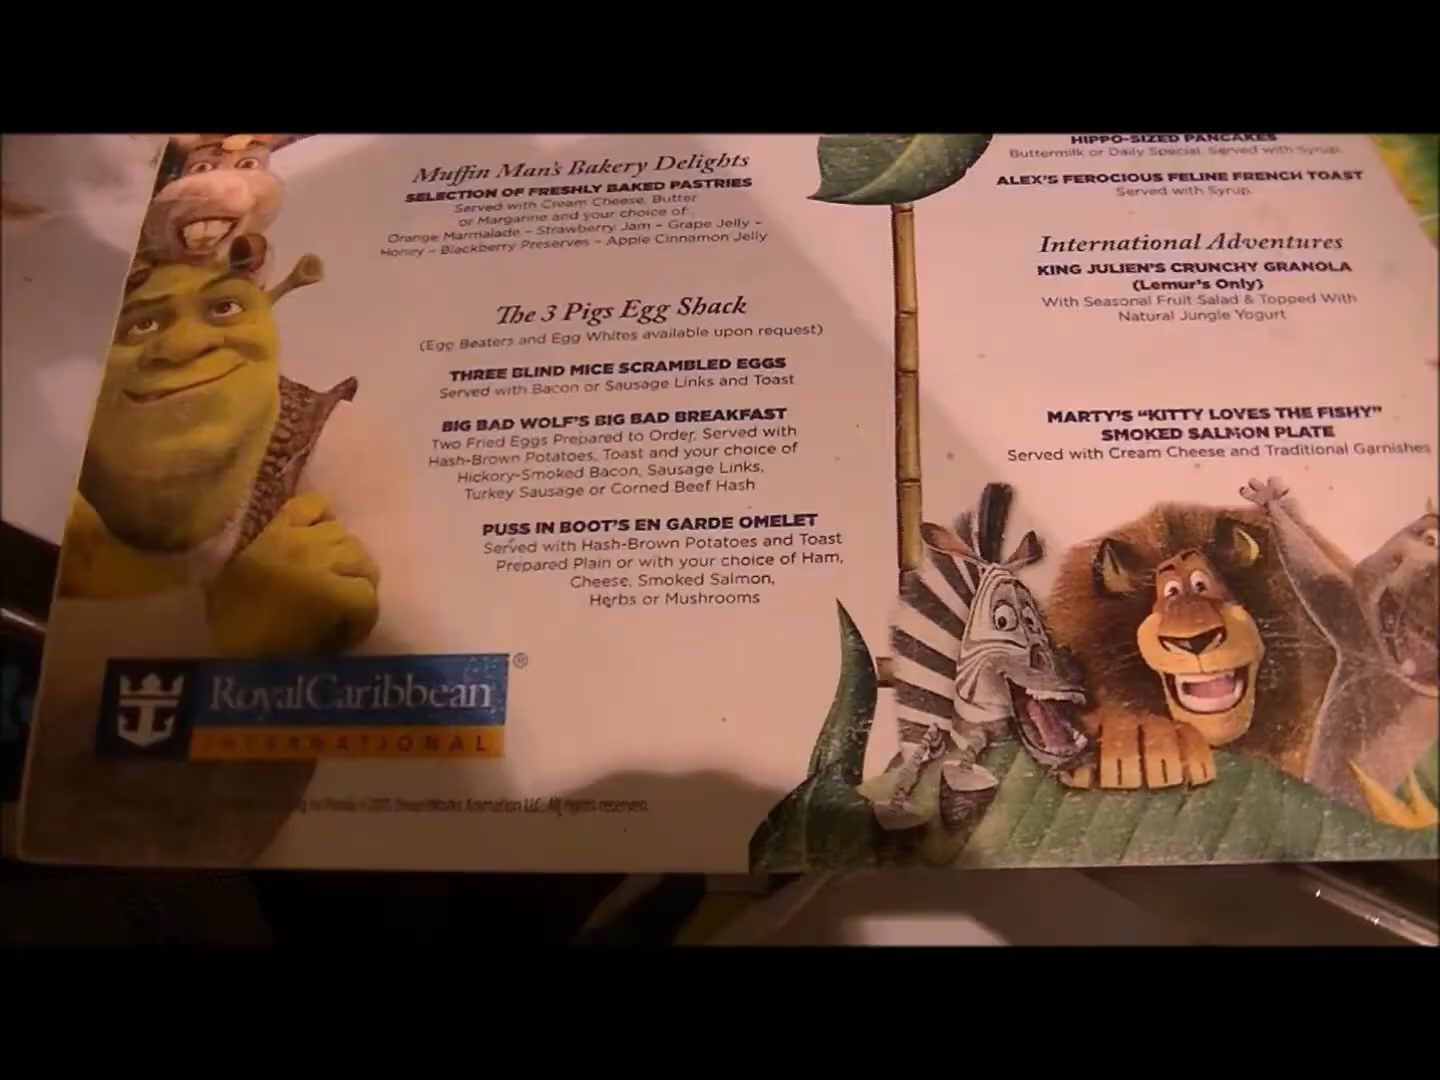 Muffin Man's Bakery Delights
SELECTION OF FRESHLY BAKED PASTRIES
Served with Cream Cheese, Butter
or Margarine and your choice of:
Orange Marmalade – Strawberry Jam – Grape Jelly –
Honey – Blackberry Preserves – Apple Cinnamon Jelly
The 3 Pigs Egg Shack
(Egg Beaters and Egg Whites available upon request)
THREE BLIND MICE SCRAMBLED EGGS
Served with Bacon or Sausage Links and Toast
BIG BAD WOLF'S BIG BAD BREAKFAST
Two Fried Eggs Prepared to Order, Served with
Hash-Brown Potatoes, Toast and your choice of
Hickory-Smoked Bacon, Sausage Links,
Turkey Sausage or Corned Beef Hash
PUSS IN BOOT'S EN GARDE OMELET
Served with Hash-Brown Potatoes and Toast
Prepared Plain or with your choice of Ham,
Cheese, Smoked Salmon,
Herbs or Mushrooms
RoyalCaribbean ®
INTERNATIONAL
DreamWorks Animation LLC. All rights reserved.
HIPPO-SIZED PANCAKES
Buttermilk or Daily Special. Served with Syrup.
ALEX'S FEROCIOUS FELINE FRENCH TOAST
Served with Syrup.
International Adventures
KING JULIEN'S CRUNCHY GRANOLA
(Lemur's Only)
With Seasonal Fruit Salad & Topped With
Natural Jungle Yogurt
MARTY'S "KITTY LOVES THE FISHY"
SMOKED SALMON PLATE
Served with Cream Cheese and Traditional Garnishes